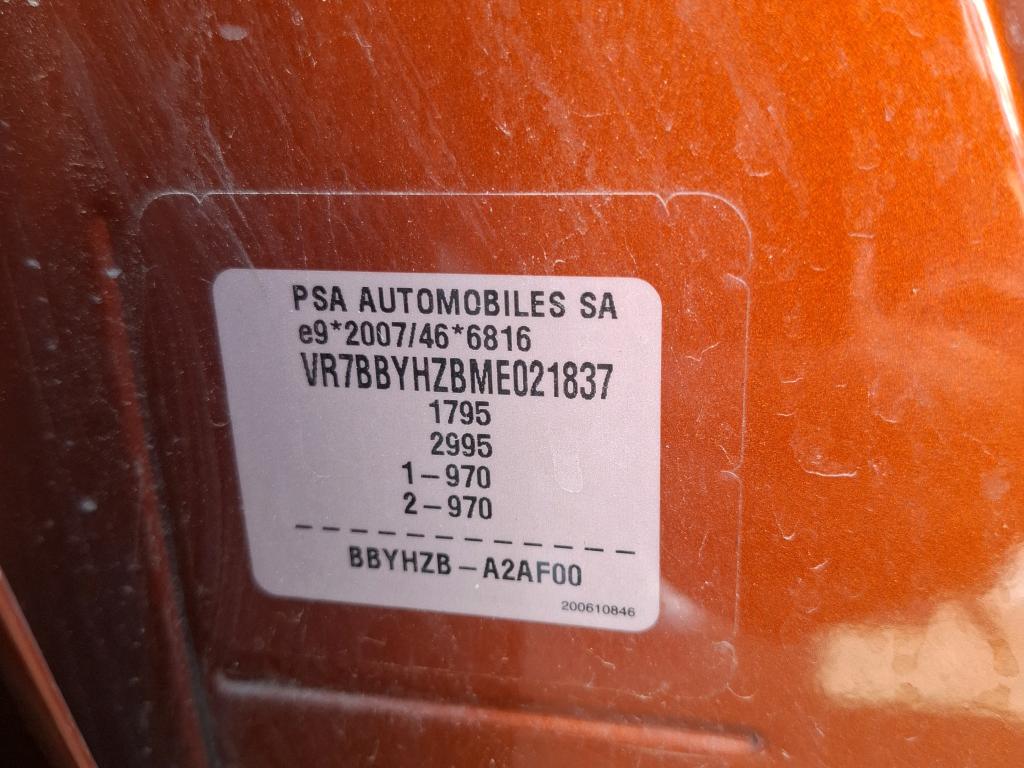 PSA AUTOMOBILES SA
e9*2007/46*6816
VR7BBYHZBME021837
1795
2995
1-970
2-970
BBYHZB-A2AF00
200610846